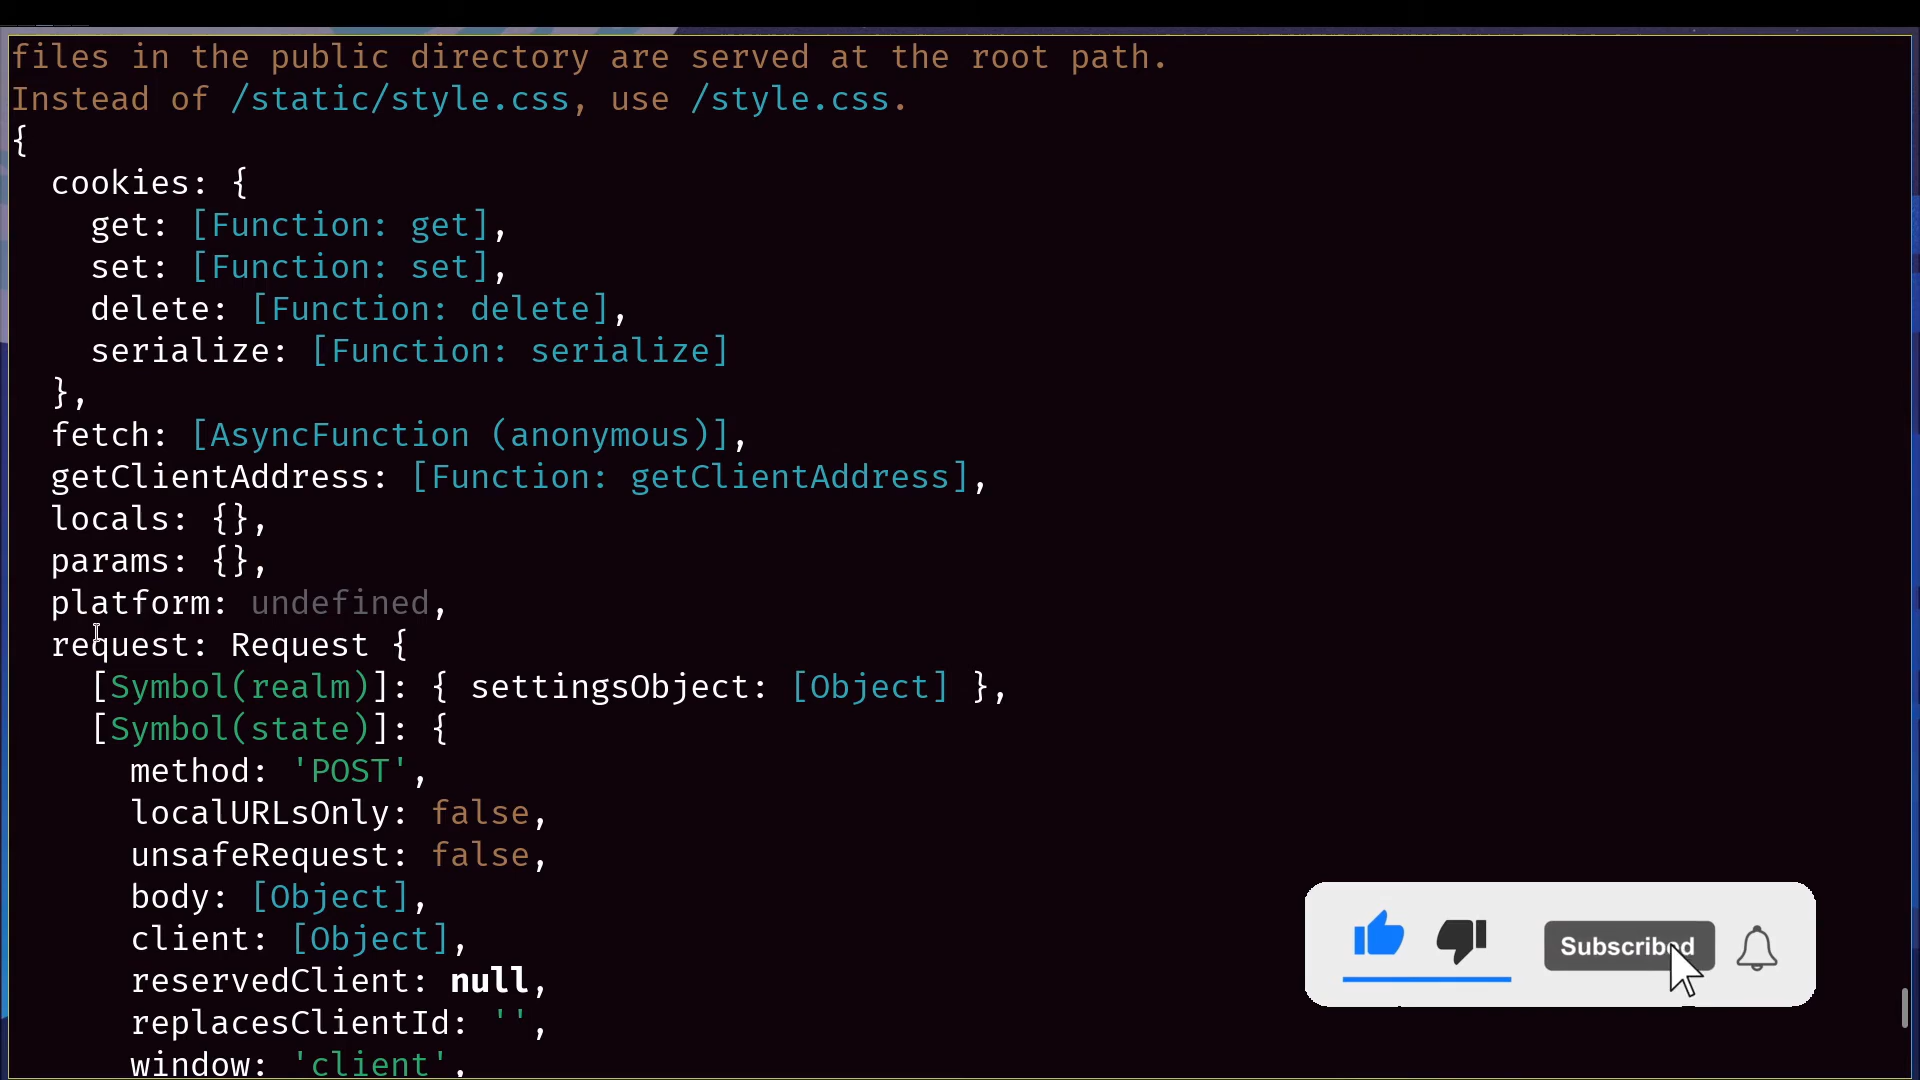 files in the public directory are served at the root path.
Instead of /static/style.css, use /style.css.
{
  cookies: {
    get: [Function: get],
    set: [Function: set],
    delete: [Function: delete],
    serialize: [Function: serialize]
  },
  fetch: [AsyncFunction (anonymous)],
  getClientAddress: [Function: getClientAddress],
  locals: {},
  params: {},
  platform: undefined,
  request: Request {
    [Symbol(realm)]: { settingsObject: [Object] },
    [Symbol(state)]: {
      method: 'POST',
      localURLsOnly: false,
      unsafeRequest: false,
      body: [Object],
      client: [Object],
      reservedClient: null,
      replacesClientId: '',
      window: 'client',
Subscribed